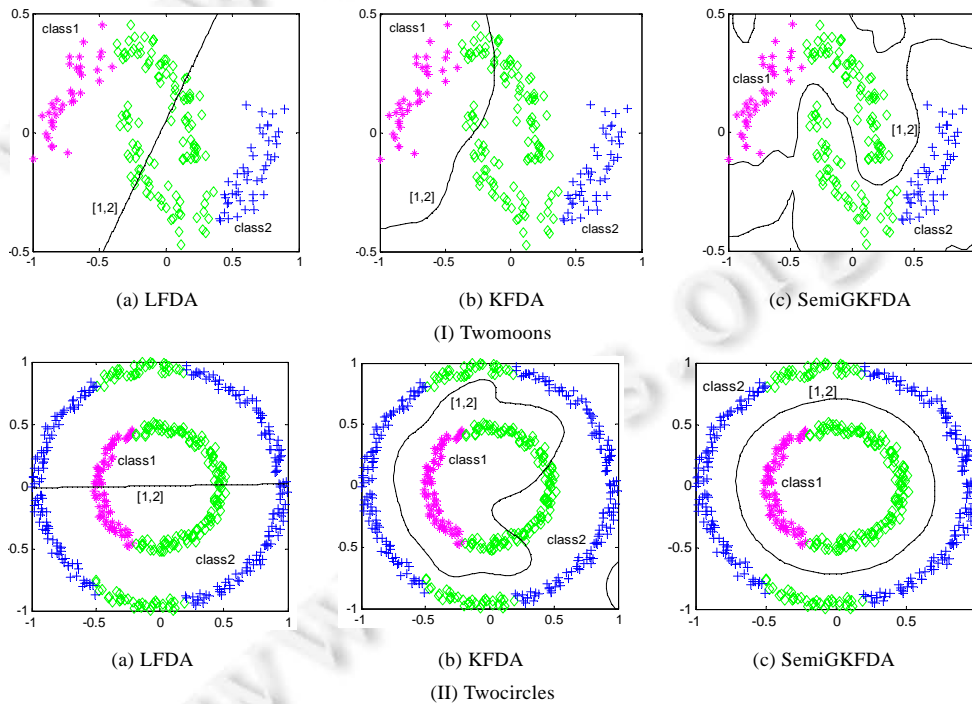 0.5 0.5 0.5
class1 class1 class1
[1,2]
0 0 0
[1,2] [1,2]
class2 class2 class2
-0.5 -0.5 -0.5
-1 -0.5 0 0.5 1 -1 -0.5 0 0.5 1 -1 -0.5 0 0.5 1
(a) LFDA (b) KFDA (c) SemiGKFDA
(I) Twomoons
1 1 1
class2 [1,2]
[1,2]
0.5 0.5 0.5
class1 class1
class1
0 0 0
[1,2]
class2 class2
-0.5 -0.5 -0.5
-1 -1 -1
-1 -0.5 0 0.5 1 -1 -0.5 0 0.5 1 -1 -0.5 0 0.5 1
(a) LFDA (b) KFDA (c) SemiGKFDA
(II) Twocircles